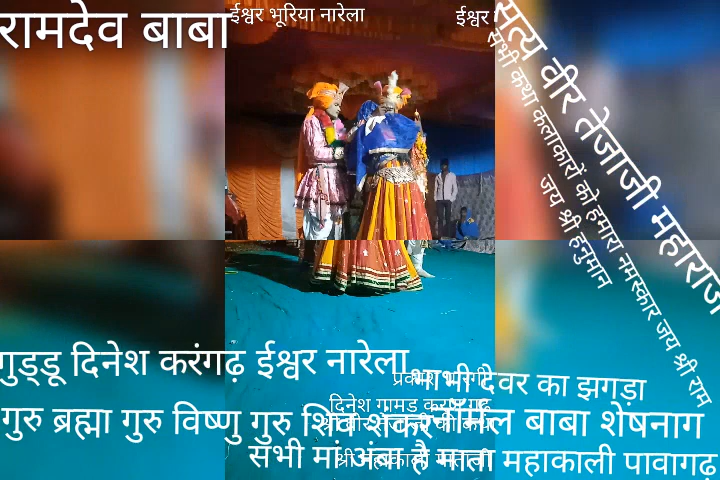 रामदेव बाबा
ईश्वर भूरिया नारेला
ईश्वर
सत्य वीर तेजाजी महाराज
सभी कथा कलाकारों को हमारा नमस्कार जय श्री राम
जय श्री हनुमान
गुड्डू दिनेश करंगढ़ ईश्वर नारेला
देवर का झगड़ा
दिनेश गामड
गुरु ब्रह्मा गुरु विष्णु गुरु शिव शंकर
बाबा शेषनाग
सभी मां अंबा है माता महाकाली पावागढ़